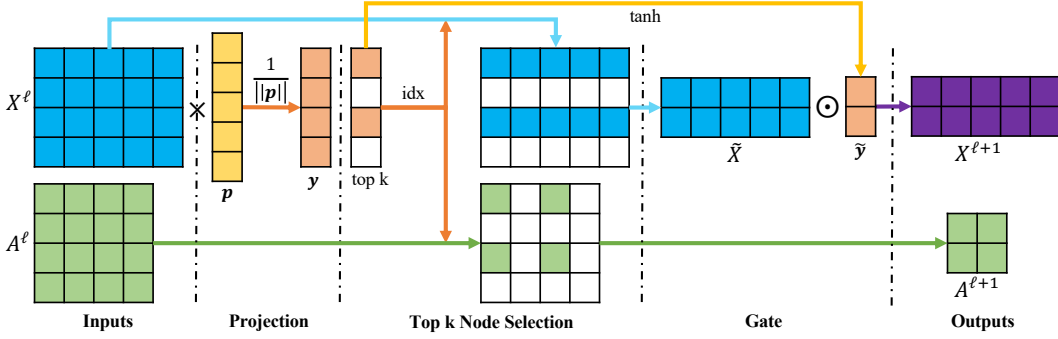 tanh
X^ℓ
×
1
||p||
idx
⊙
p
y
top k
X̃
ỹ
X^{ℓ+1}
A^ℓ
A^{ℓ+1}
Inputs
Projection
Top k Node Selection
Gate
Outputs